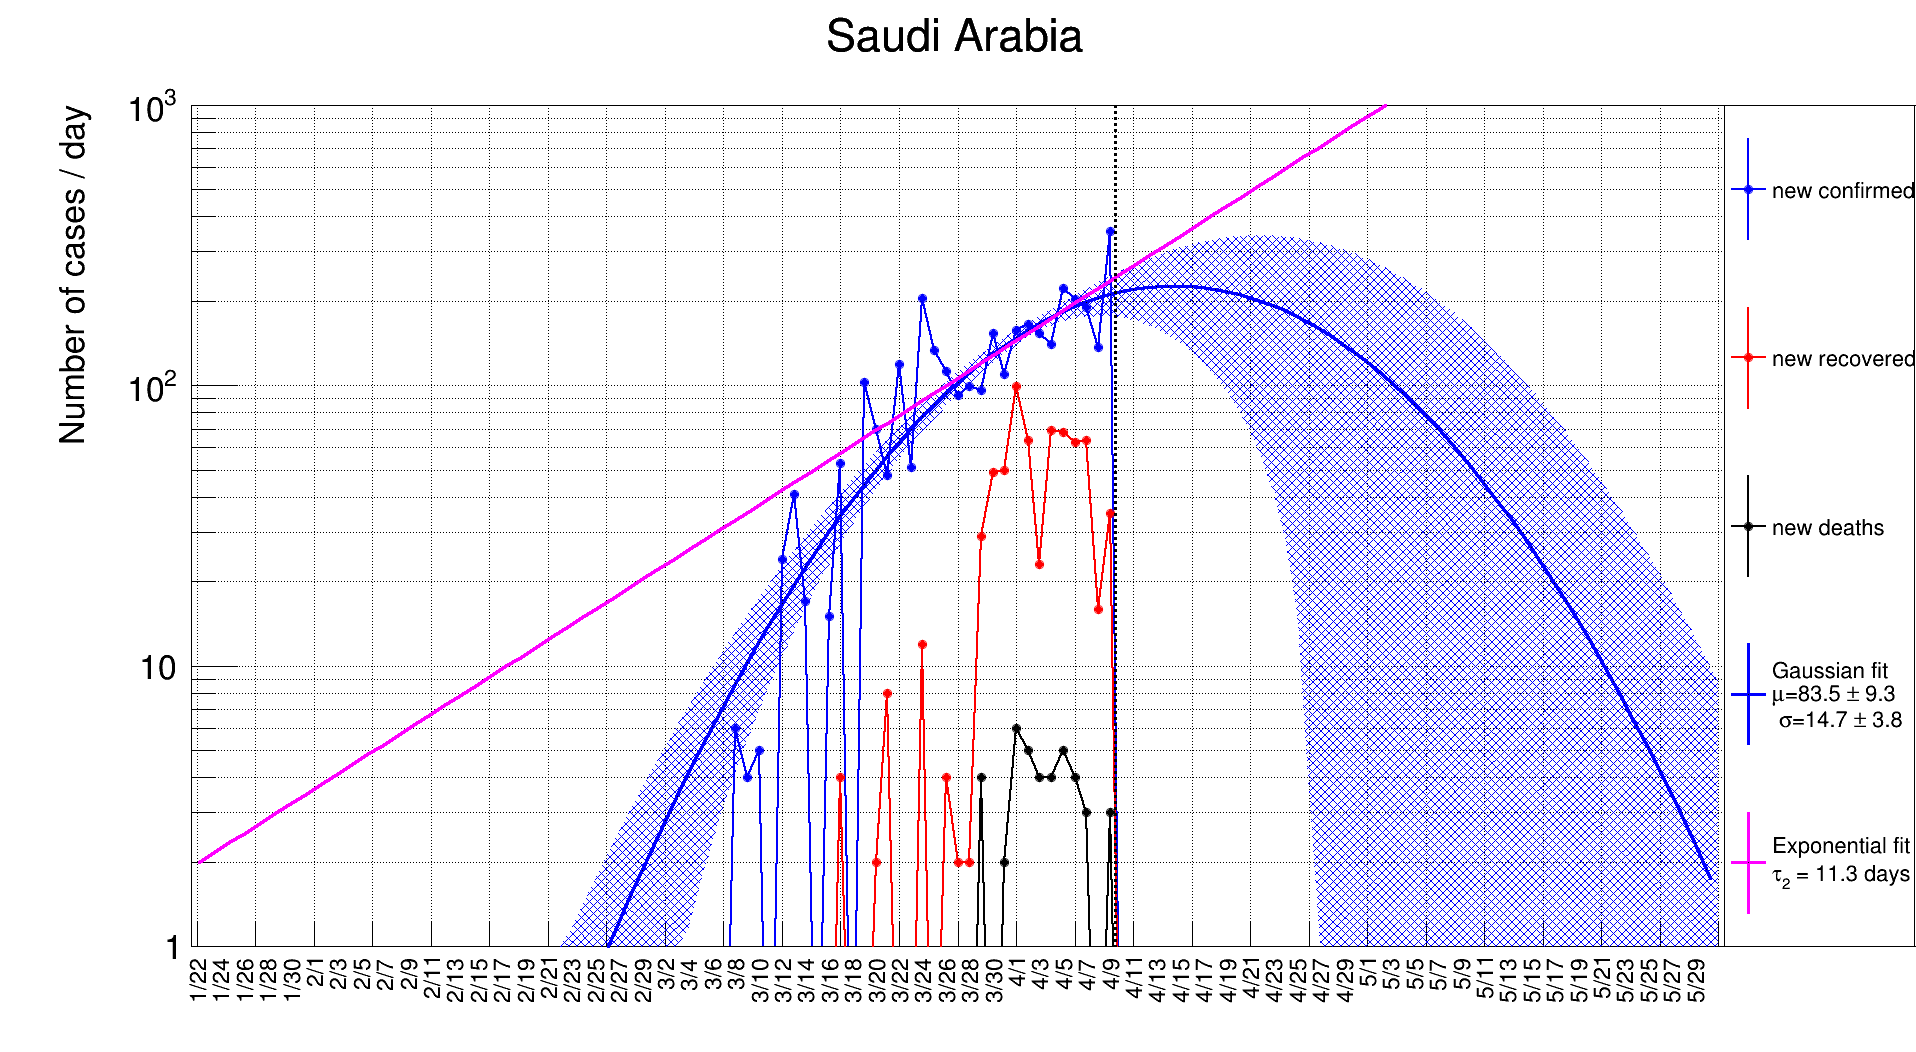 Saudi Arabia
Number of cases / day
10³
10²
10
1
1/22 1/24 1/26 1/28 1/30 2/1 2/3 2/5 2/7 2/9 2/11 2/13 2/15 2/17 2/19 2/21 2/23 2/25 2/27 2/29 3/2 3/4 3/6 3/8 3/10 3/12 3/14 3/16 3/18 3/20 3/22 3/24 3/26 3/28 3/30 4/1 4/3 4/5 4/7 4/9 4/11 4/13 4/15 4/17 4/19 4/21 4/23 4/25 4/27 4/29 5/1 5/3 5/5 5/7 5/9 5/11 5/13 5/15 5/17 5/19 5/21 5/23 5/25 5/27 5/29
new confirmed
new recovered
new deaths
Gaussian fit
μ=83.5 ± 9.3
σ=14.7 ± 3.8
Exponential fit
τ₂ = 11.3 days